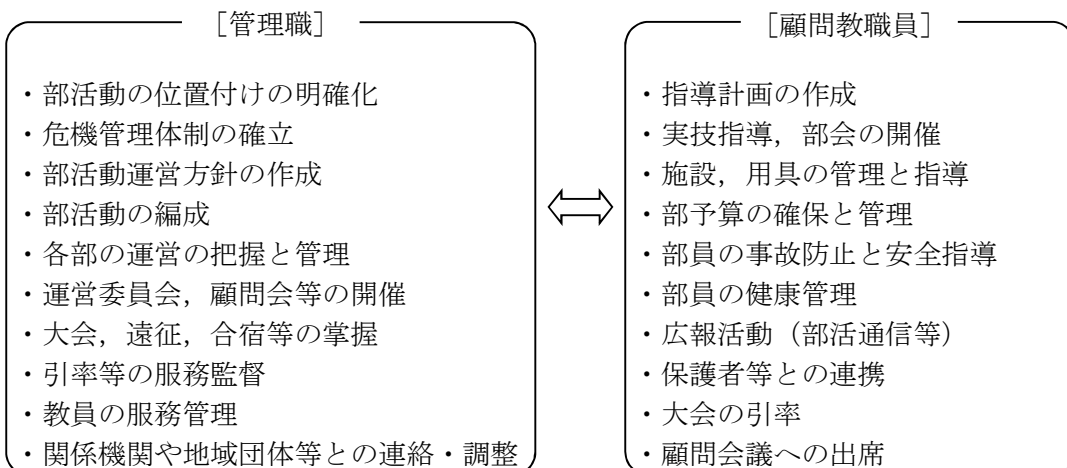 ［管理職］
・部活動の位置付けの明確化
・危機管理体制の確立
・部活動運営方針の作成
・部活動の編成
・各部の運営の把握と管理
・運営委員会，顧問会等の開催
・大会，遠征，合宿等の掌握
・引率等の服務監督
・教員の服務管理
・関係機関や地域団体等との連絡・調整
［顧問教職員］
・指導計画の作成
・実技指導，部会の開催
・施設，用具の管理と指導
・部予算の確保と管理
・部員の事故防止と安全指導
・部員の健康管理
・広報活動（部活通信等）
・保護者等との連携
・大会の引率
・顧問会議への出席